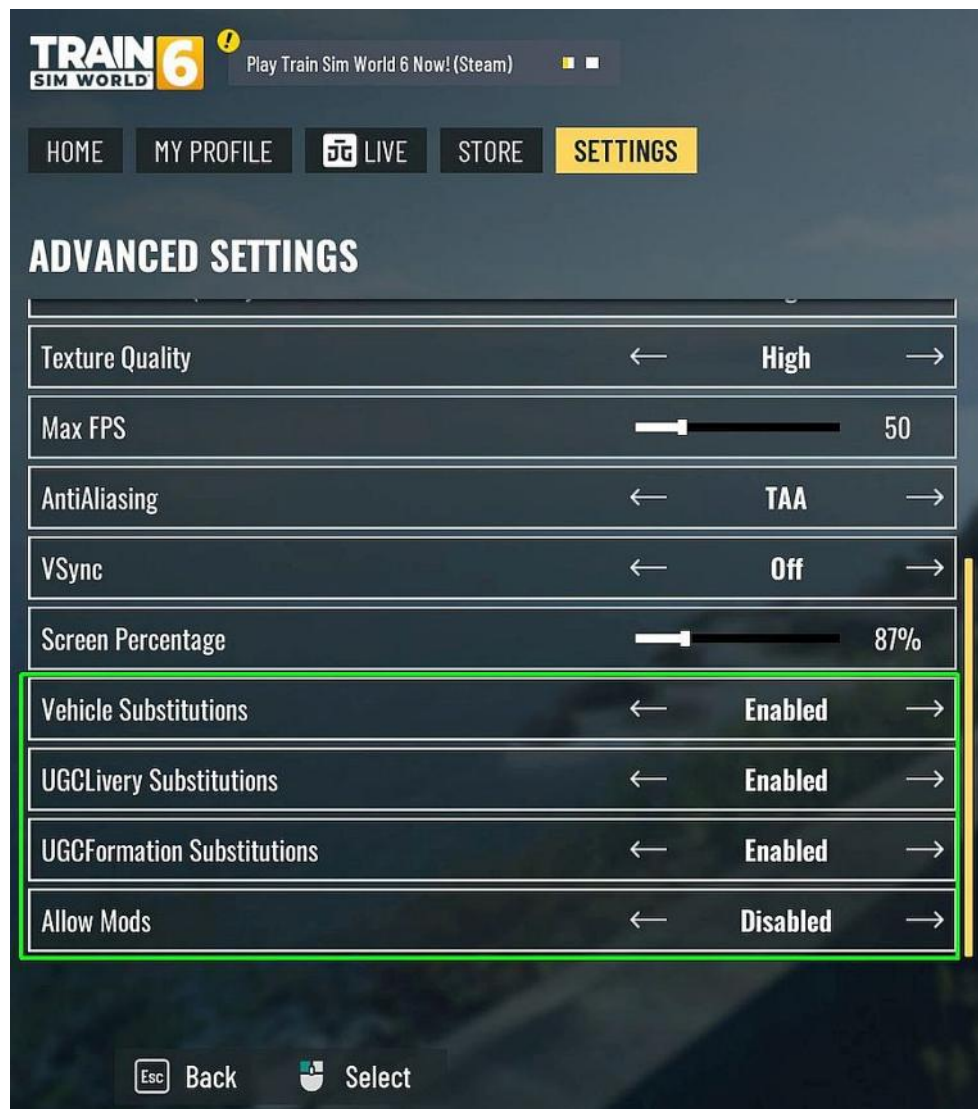 TRAIN 6
SIM WORLD
! Play Train Sim World 6 Now! (Steam)
HOME MY PROFILE LIVE STORE SETTINGS
ADVANCED SETTINGS
Texture Quality High
Max FPS 50
AntiAliasing TAA
VSync Off
Screen Percentage 87%
Vehicle Substitutions Enabled
UGCLivery Substitutions Enabled
UGCFormation Substitutions Enabled
Allow Mods Disabled
Esc Back Select